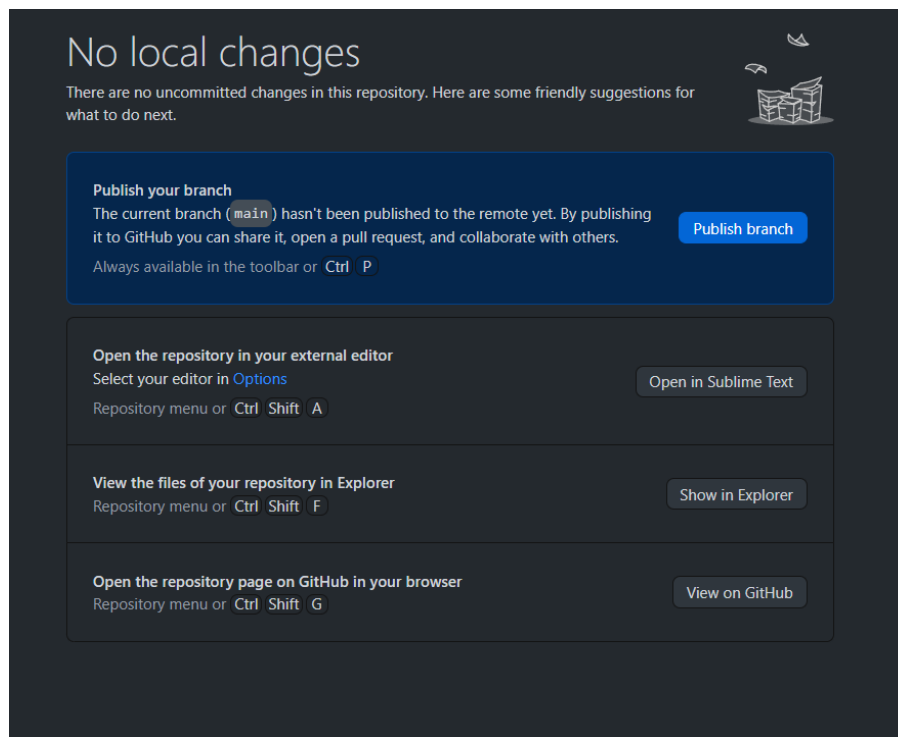 No local changes
There are no uncommitted changes in this repository. Here are some friendly suggestions for
what to do next.
Publish your branch
The current branch (main) hasn't been published to the remote yet. By publishing
it to GitHub you can share it, open a pull request, and collaborate with others.
Publish branch
Always available in the toolbar or Ctrl P
Open the repository in your external editor
Select your editor in Options
Open in Sublime Text
Repository menu or Ctrl Shift A
View the files of your repository in Explorer
Repository menu or Ctrl Shift F
Show in Explorer
Open the repository page on GitHub in your browser
Repository menu or Ctrl Shift G
View on GitHub